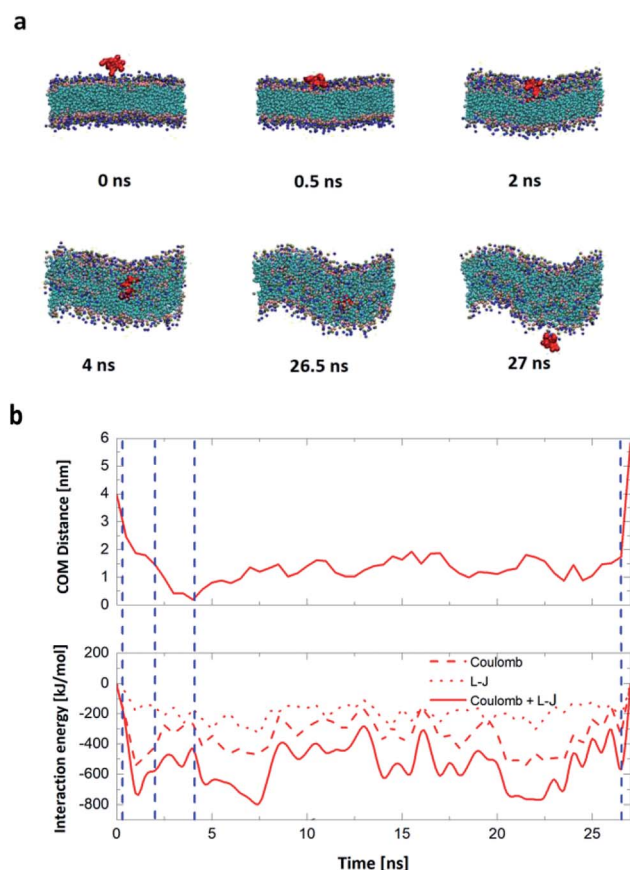 a
0 ns
0.5 ns
2 ns
4 ns
26.5 ns
27 ns
b
6
5
4
3
2
1
0
COM Distance [nm]
200
0
-200
-400
-600
-800
Interaction energy [kJ/mol]
Coulomb
L-J
Coulomb + L-J
0
5
10
15
20
25
Time [ns]